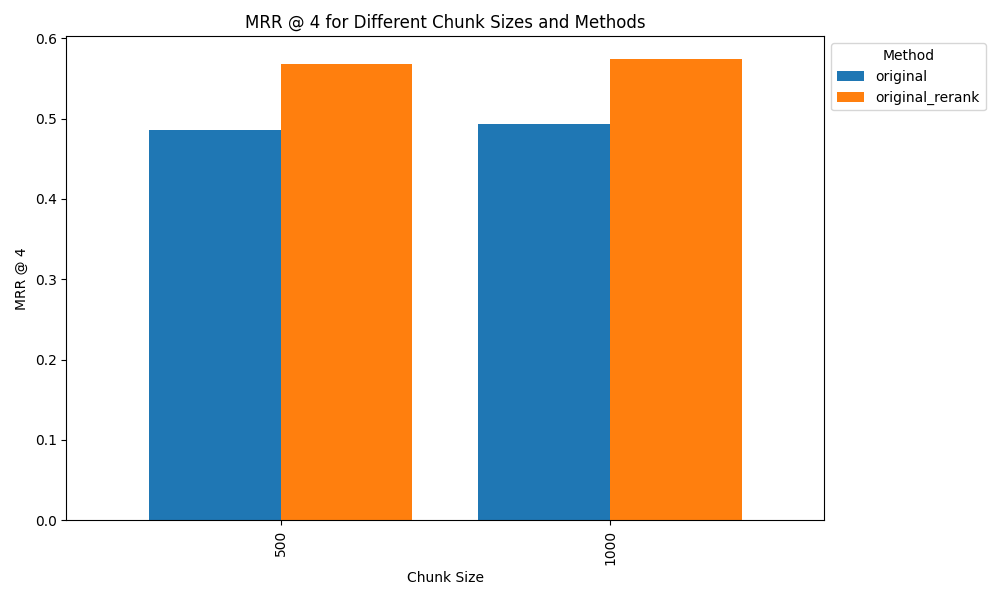 MRR @ 4 for Different Chunk Sizes and Methods
Method
original
original_rerank
0.6
0.5
0.4
0.3
0.2
0.1
0.0
MRR @ 4
500
1000
Chunk Size